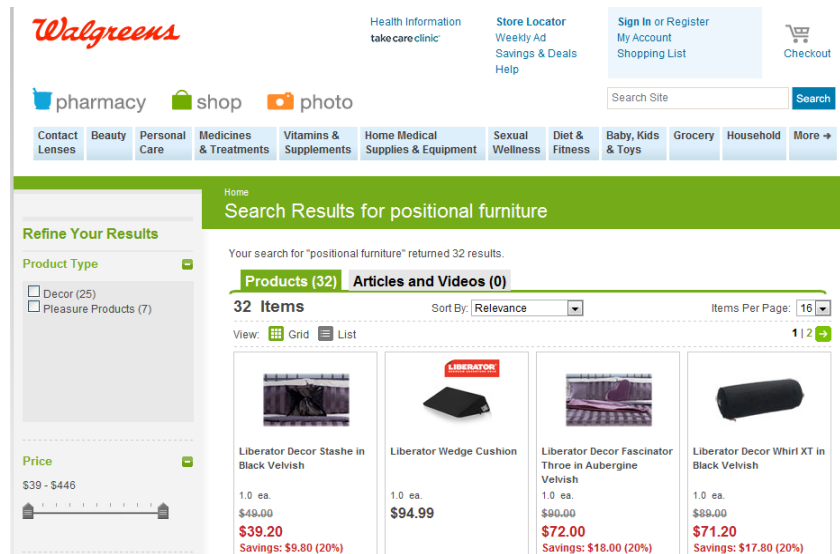 Walgreens
Health Information
take care clinic
Store Locator
Weekly Ad
Savings & Deals
Help
Sign In or Register
My Account
Shopping List
Checkout
pharmacy
shop
photo
Search Site
Search
Contact Lenses
Beauty
Personal Care
Medicines & Treatments
Vitamins & Supplements
Home Medical Supplies & Equipment
Sexual Wellness
Diet & Fitness
Baby, Kids & Toys
Grocery
Household
More →
Home
Search Results for positional furniture
Refine Your Results
Product Type
Decor (25)
Pleasure Products (7)
Price
$39 - $446
Your search for "positional furniture" returned 32 results.
Products (32)
Articles and Videos (0)
32 Items
Sort By: Relevance
Items Per Page: 16
View: Grid List
1 | 2
Liberator Decor Stashe in
Black Velvish
1.0 ea.
$49.00
$39.20
Savings: $9.80 (20%)
LIBERATOR
Liberator Wedge Cushion
1.0 ea.
$94.99
Liberator Decor Fascinator
Throe in Aubergine
Velvish
1.0 ea.
$90.00
$72.00
Savings: $18.00 (20%)
Liberator Decor Whirl XT in
Black Velvish
1.0 ea.
$89.00
$71.20
Savings: $17.80 (20%)